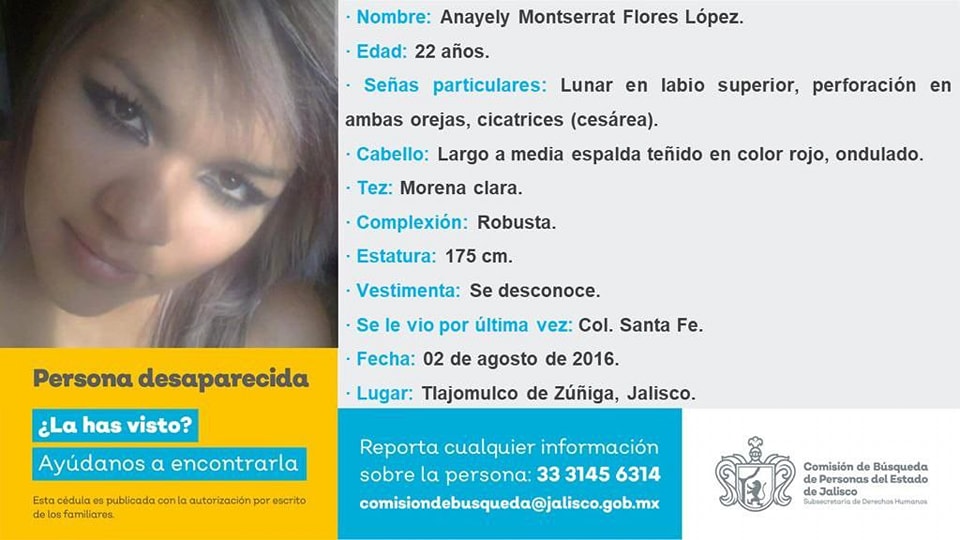 · Nombre: Anayely Montserrat Flores López.
· Edad: 22 años.
· Señas particulares: Lunar en labio superior, perforación en
ambas orejas, cicatrices (cesárea).
· Cabello: Largo a media espalda teñido en color rojo, ondulado.
· Tez: Morena clara.
· Complexión: Robusta.
· Estatura: 175 cm.
· Vestimenta: Se desconoce.
· Se le vio por última vez: Col. Santa Fe.
· Fecha: 02 de agosto de 2016.
· Lugar: Tlajomulco de Zúñiga, Jalisco.
Persona desaparecida
¿La has visto?
Ayúdanos a encontrarla
Esta cédula es publicada con la autorización por escrito
de los familiares.
Reporta cualquier información
sobre la persona: 33 3145 6314
comisiondebusqueda@jalisco.gob.mx
Comisión de Búsqueda
de Personas del Estado
de Jalisco
Subsecretaría de Derechos Humanos